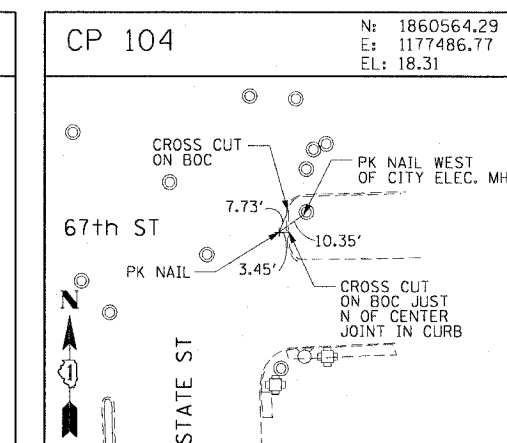 CP 104
N: 1860564.29
E: 1177486.77
EL: 18.31
CROSS CUT
ON BOC
PK NAIL WEST
OF CITY ELEC. MH
7.73'
67th ST
10.35'
PK NAIL
3.45'
CROSS CUT
ON BOC JUST
N OF CENTER
JOINT IN CURB
N
1
STATE ST